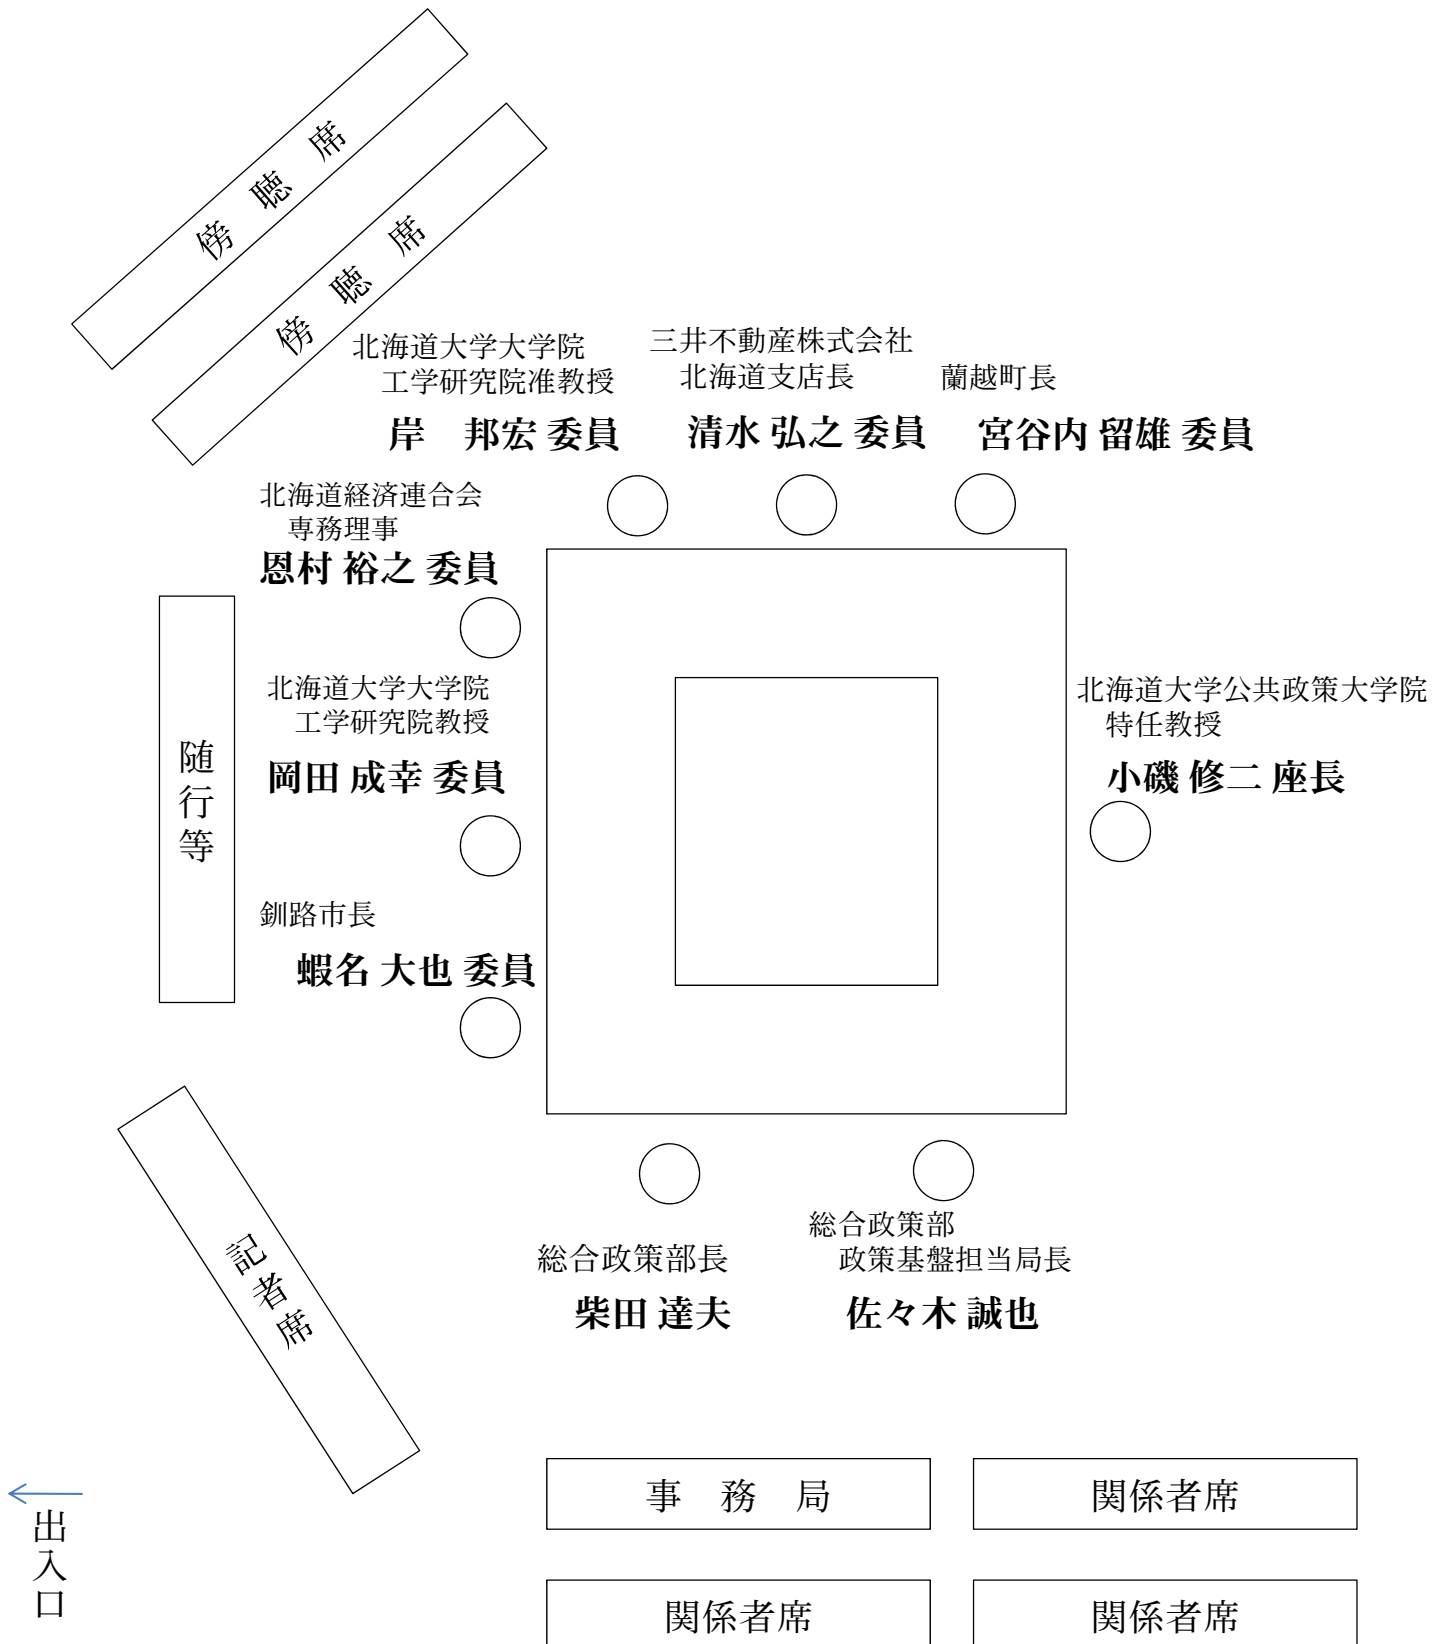 傍聴席
傍聴席
北海道大学大学院
工学研究院准教授
岸　邦宏 委員
三井不動産株式会社
北海道支店長
清水 弘之 委員
蘭越町長
宮谷内 留雄 委員
北海道経済連合会
専務理事
恩村 裕之 委員
北海道大学大学院
工学研究院教授
岡田 成幸 委員
随行等
北海道大学公共政策大学院
特任教授
小磯 修二 座長
釧路市長
蝦名 大也 委員
記者席
総合政策部長
柴田 達夫
総合政策部
政策基盤担当局長
佐々木 誠也
事　務　局
関係者席
出入口
関係者席
関係者席